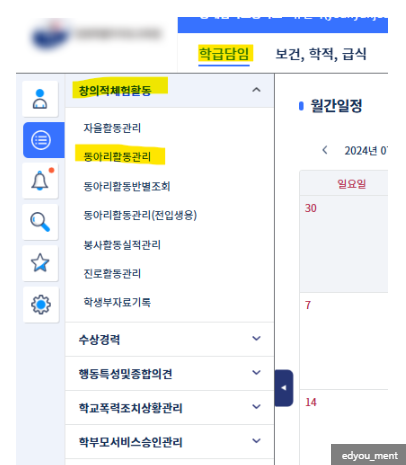 학급담임
보건, 학적, 급식
창의적체험활동
자율활동관리
동아리활동관리
동아리활동반별조회
동아리활동관리(전입생용)
봉사활동실적관리
진로활동관리
학생부자료기록
수상경력
행동특성및종합의견
학교폭력조치상황관리
학부모서비스승인관리
월간일정
2024년 0
일요일
30
7
14
edyou_ment